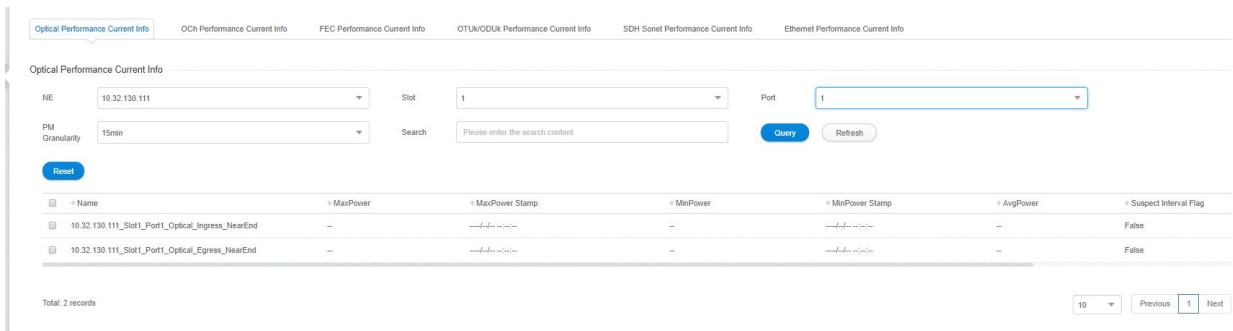 Optical Performance Current Info OCh Performance Current Info FEC Performance Current Info OTUk/ODUk Performance Current Info SDH Sonet Performance Current Info Ethernet Performance Current Info
Optical Performance Current Info
NE 10.32.130.111 Slot 1 Port 1
PM Granularity 15min Search Please enter the search content Query Refresh
Reset
Name MaxPower MaxPower Stamp MinPower MinPower Stamp AvgPower Suspect Interval Flag
10.32.130.111_Slot1_Port1_Optical_Ingress_NearEnd -- ----/--/-- --:--:-- -- ----/--/-- --:--:-- -- False
10.32.130.111_Slot1_Port1_Optical_Egress_NearEnd -- ----/--/-- --:--:-- -- ----/--/-- --:--:-- -- False
Total: 2 records 10 Previous 1 Next